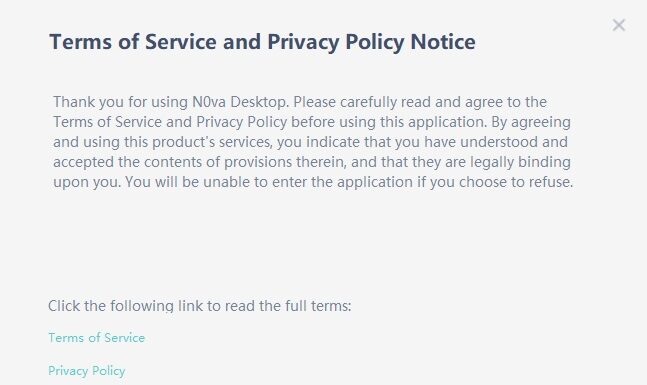 Terms of Service and Privacy Policy Notice
Thank you for using N0va Desktop. Please carefully read and agree to the
Terms of Service and Privacy Policy before using this application. By agreeing
and using this product's services, you indicate that you have understood and
accepted the contents of provisions therein, and that they are legally binding
upon you. You will be unable to enter the application if you choose to refuse.
Click the following link to read the full terms:
Terms of Service
Privacy Policy